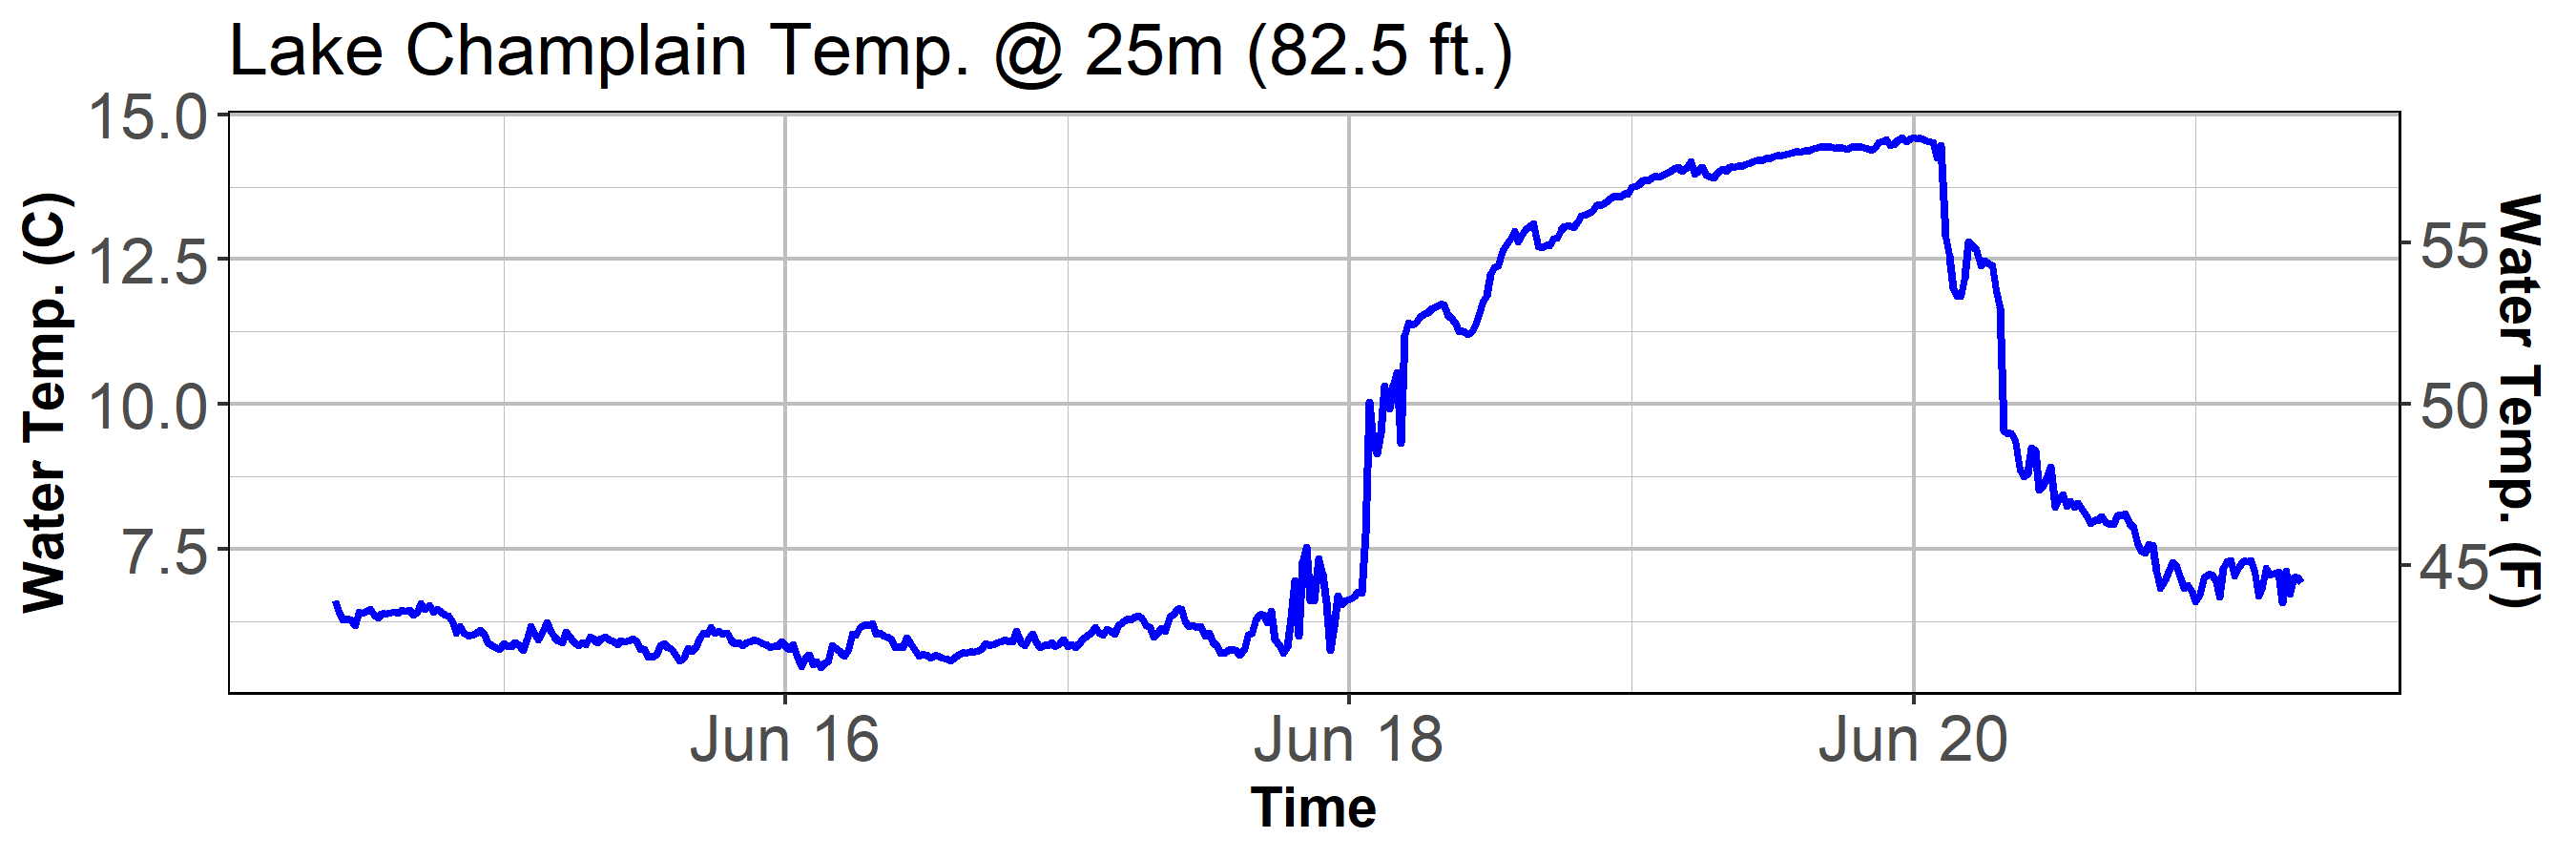 Lake Champlain Temp. @ 25m (82.5 ft.)
Water Temp. (C)
15.0
12.5
10.0
7.5
55
50
45
Water Temp. (F)
Jun 16
Jun 18
Jun 20
Time